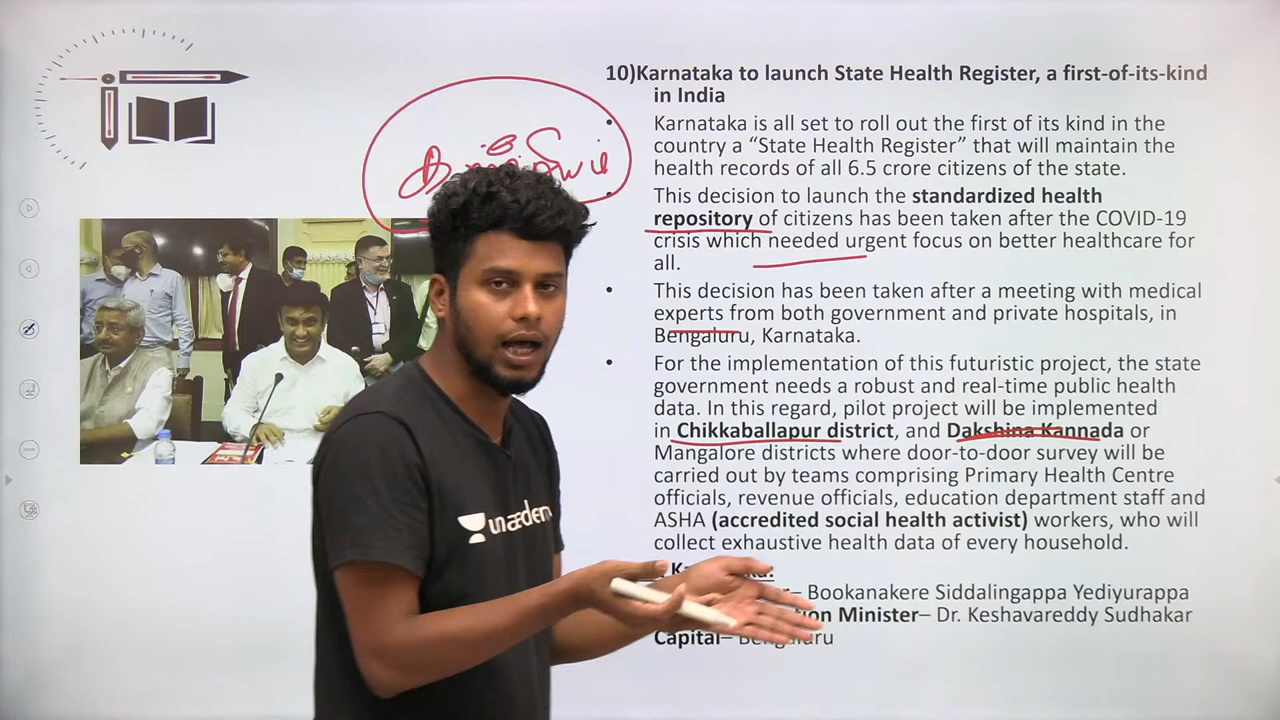 10)Karnataka to launch State Health Register, a first-of-its-kind
in India
• Karnataka is all set to roll out the first of its kind in the
country a “State Health Register” that will maintain the
health records of all 6.5 crore citizens of the state.
• This decision to launch the standardized health
repository of citizens has been taken after the COVID-19
crisis which needed urgent focus on better healthcare for
all.
• This decision has been taken after a meeting with medical
experts from both government and private hospitals, in
Bengaluru, Karnataka.
• For the implementation of this futuristic project, the state
government needs a robust and real-time public health
data. In this regard, pilot project will be implemented
in Chikkaballapur district, and Dakshina Kannada or
Mangalore districts where door-to-door survey will be
carried out by teams comprising Primary Health Centre
officials, revenue officials, education department staff and
ASHA (accredited social health activist) workers, who will
collect exhaustive health data of every household.
– Bookanakere Siddalingappa Yediyurappa
Minister– Dr. Keshavareddy Sudhakar
Capital– Bengaluru
unacademy